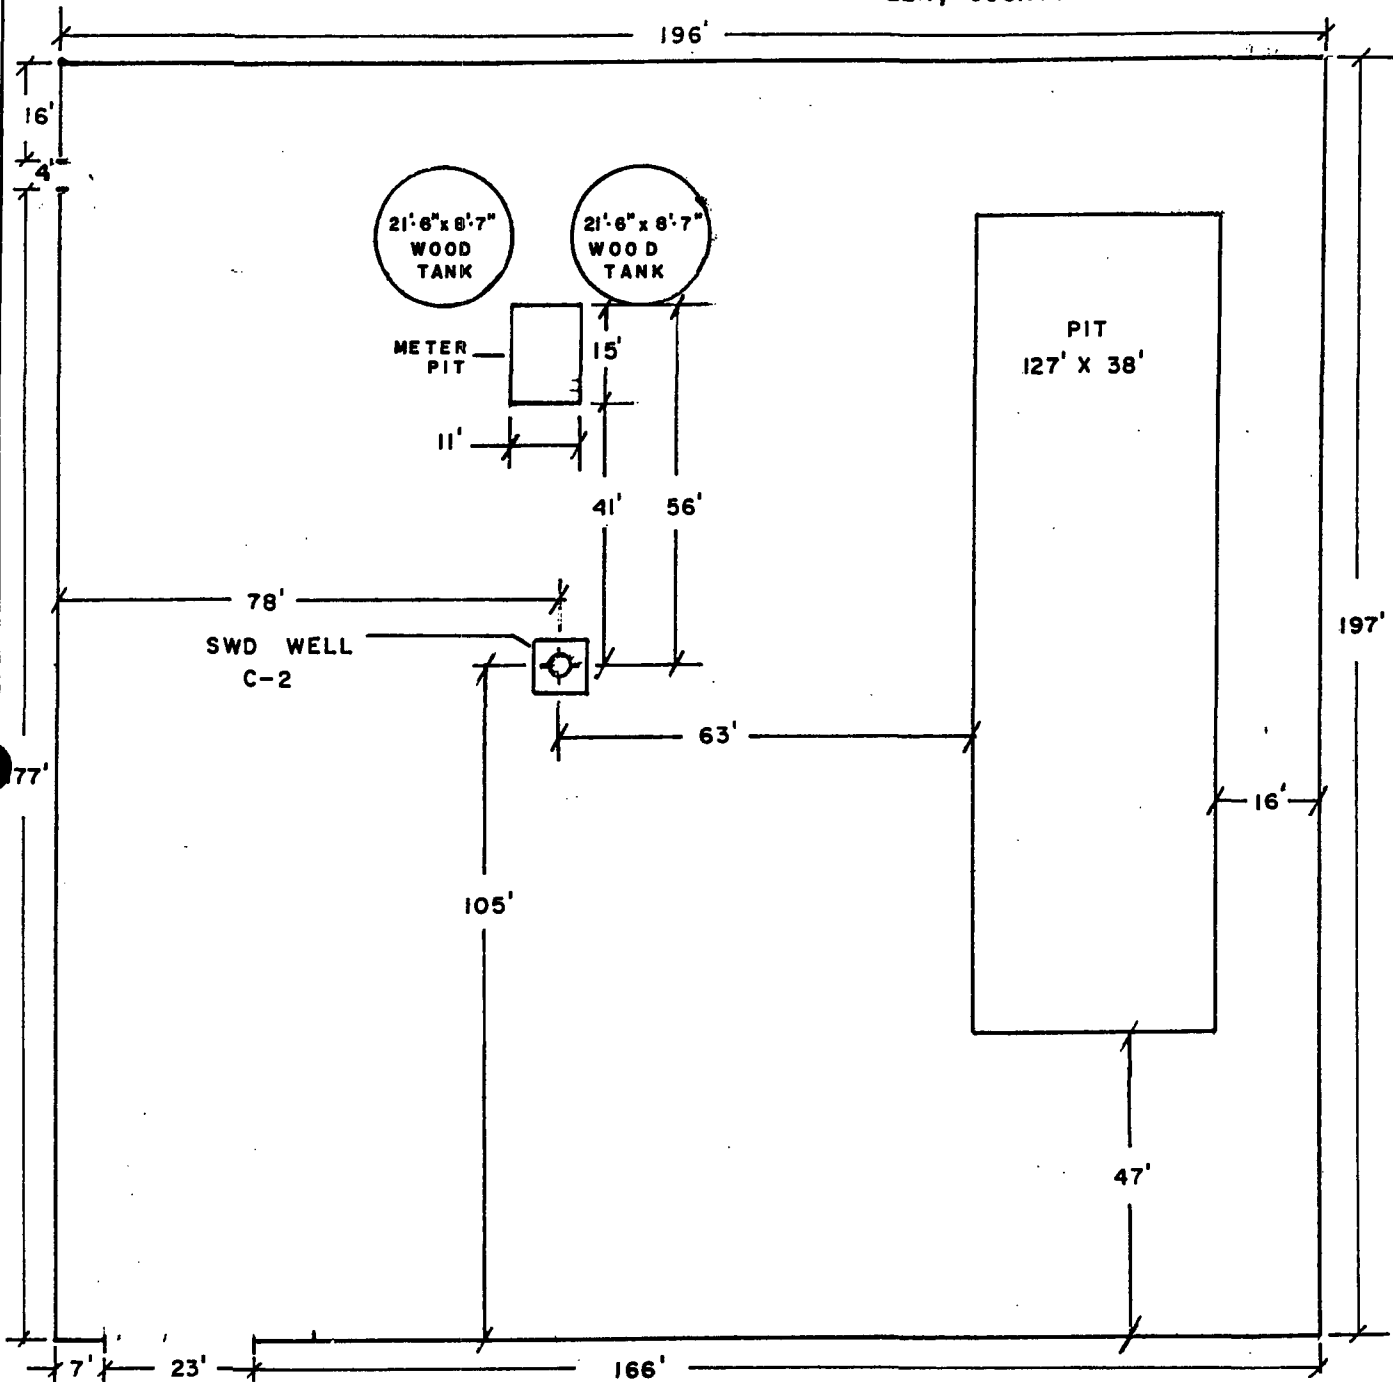 196'
16'
4'
21'-6" x 8'-7"
WOOD
TANK
21'-6" x 8'-7"
WOOD
TANK
PIT
127' X 38'
METER
PIT
15'
11'
41'
56'
78'
197'
SWD WELL
C-2
63'
77'
16'
105'
47'
7'
23'
166'